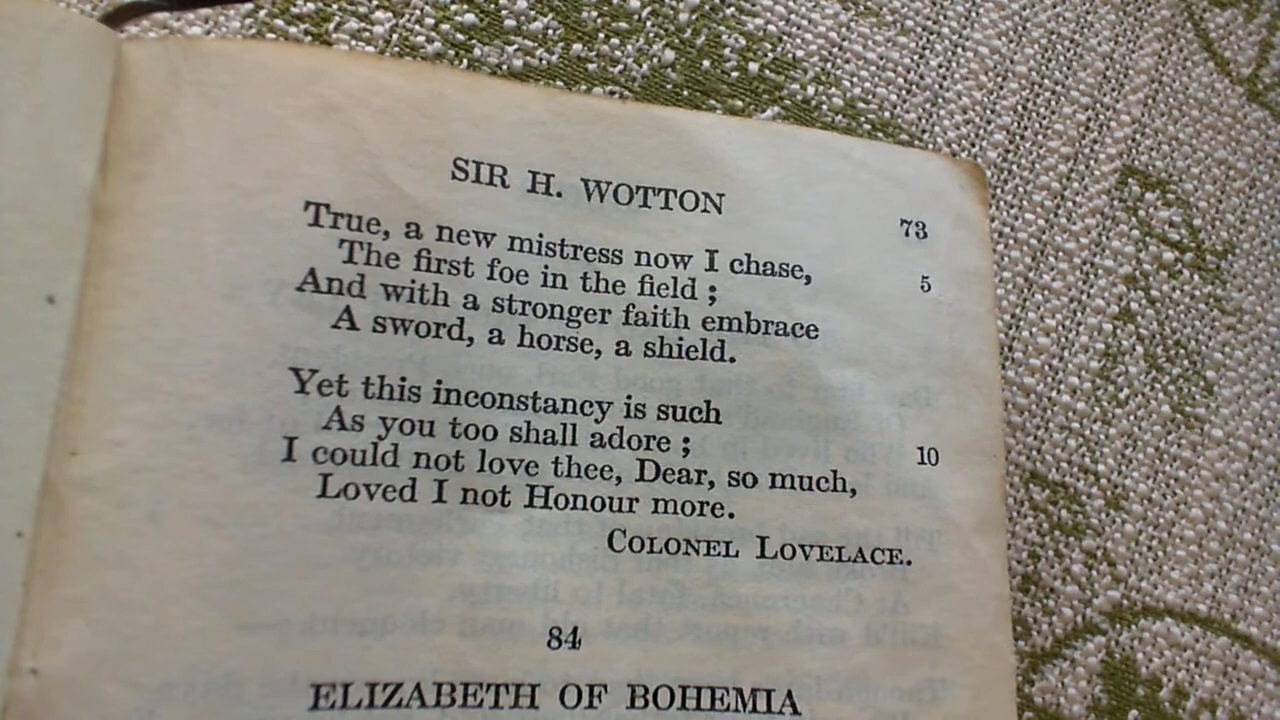 SIR H. WOTTON 73
True, a new mistress now I chase, 5
The first foe in the field ;
And with a stronger faith embrace
A sword, a horse, a shield.
Yet this inconstancy is such
As you too shall adore ; 10
I could not love thee, Dear, so much,
Loved I not Honour more.
COLONEL LOVELACE.
84
ELIZABETH OF BOHEMIA